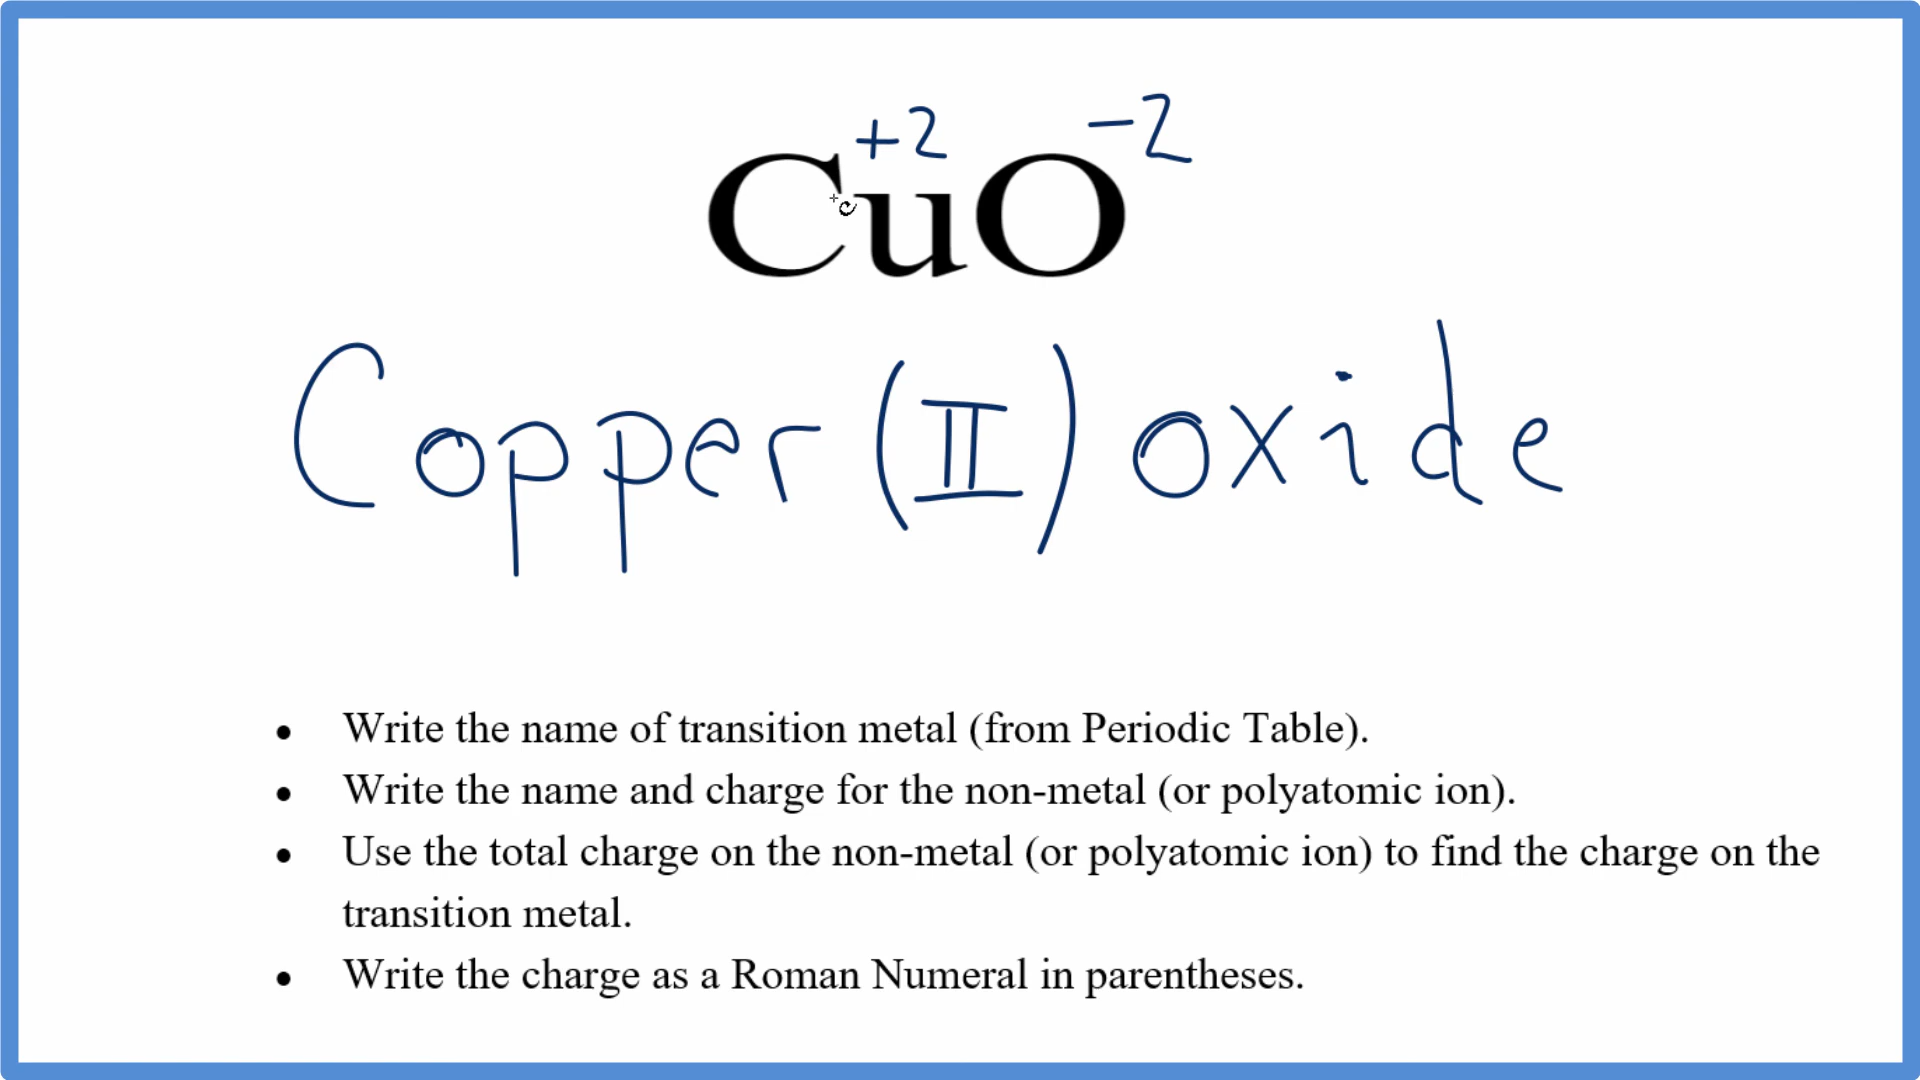 +2 -2
CuO
Copper (II) oxide
• Write the name of transition metal (from Periodic Table).
• Write the name and charge for the non-metal (or polyatomic ion).
• Use the total charge on the non-metal (or polyatomic ion) to find the charge on the
transition metal.
• Write the charge as a Roman Numeral in parentheses.